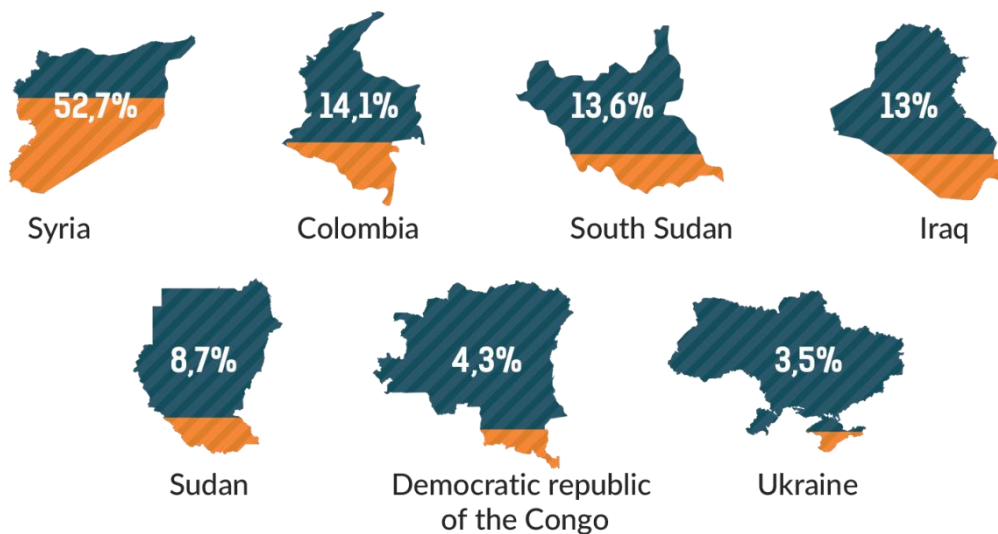 52,7%
14,1%
13,6%
13%
Syria
Colombia
South Sudan
Iraq
8,7%
4,3%
3,5%
Sudan
Democratic republic
of the Congo
Ukraine